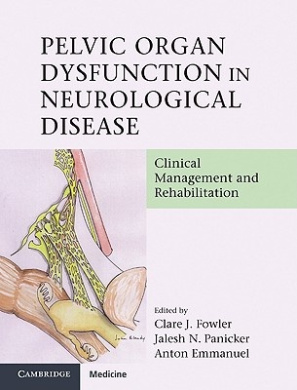 PELVIC ORGAN
DYSFUNCTION IN
NEUROLOGICAL
DISEASE
Clinical
Management and
Rehabilitation
Edited by
Clare J. Fowler
Jalesh N. Panicker
Anton Emmanuel
CAMBRIDGE
Medicine